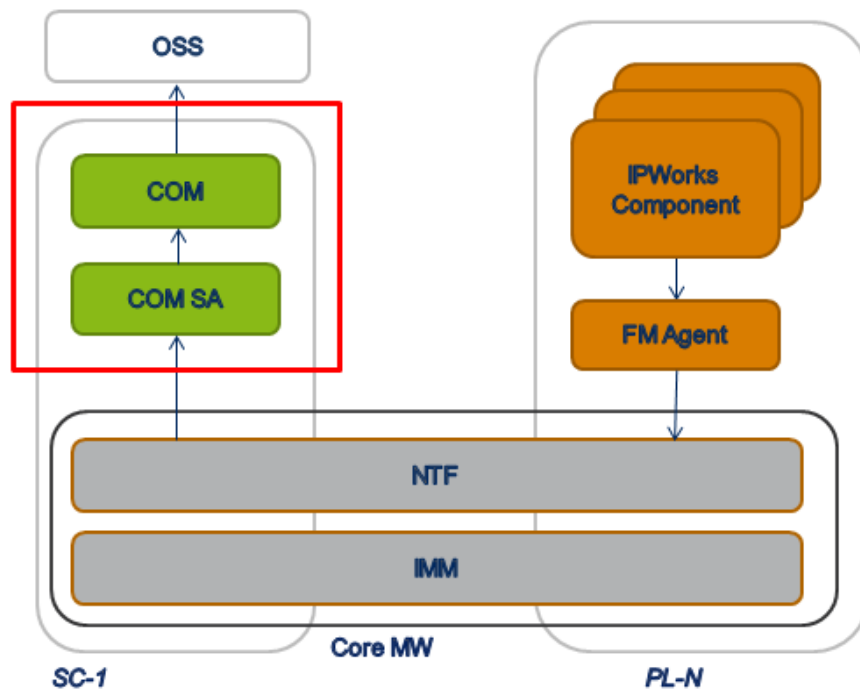 OSS
COM
COM SA
IPWorks
Component
FM Agent
NTF
IMM
Core MW
SC-1
PL-N